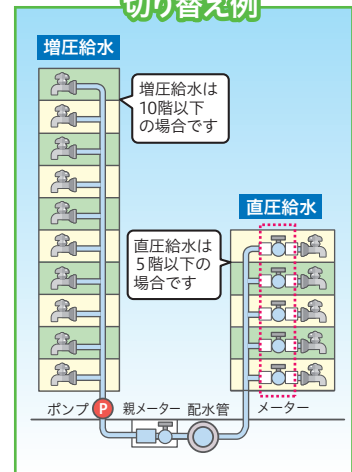 切り替え例
増圧給水
増圧給水は
10階以下
の場合です
直圧給水
直圧給水は
5階以下の
場合です
ポンプ P 親メーター 配水管 メーター